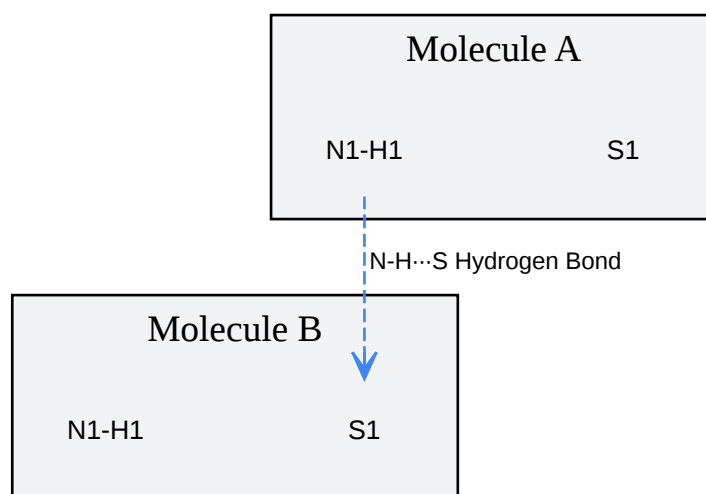 Molecule A
N1-H1 S1
N-H···S Hydrogen Bond
Molecule B
N1-H1 S1